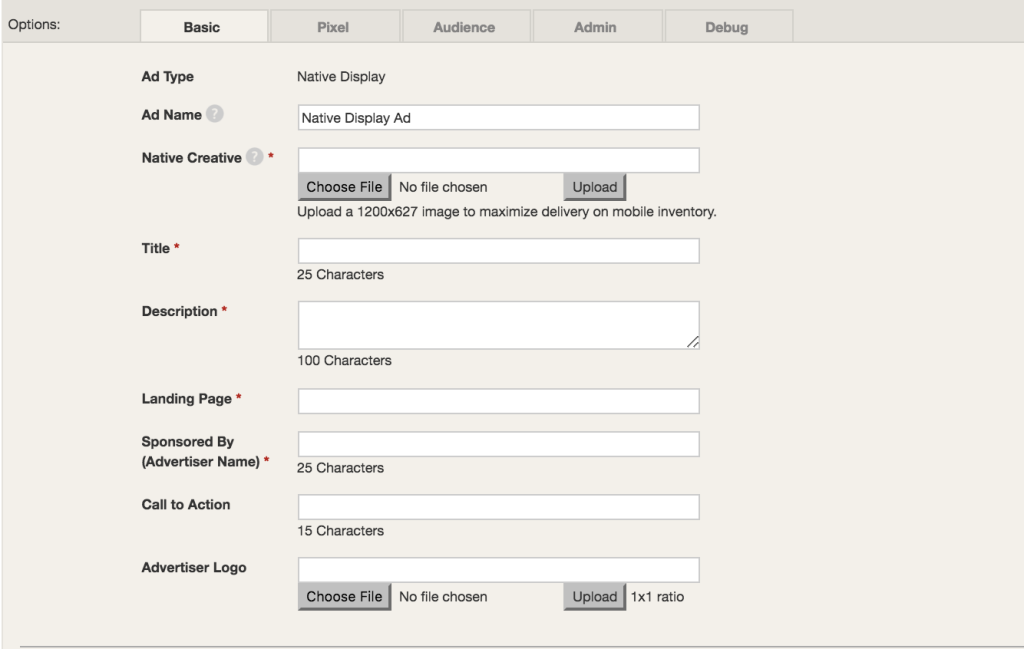 Options: Basic Pixel Audience Admin Debug
Ad Type Native Display
Ad Name ? Native Display Ad
Native Creative ? *
Choose File No file chosen Upload
Upload a 1200x627 image to maximize delivery on mobile inventory.
Title *
25 Characters
Description *
100 Characters
Landing Page *
Sponsored By
(Advertiser Name) *
25 Characters
Call to Action
15 Characters
Advertiser Logo
Choose File No file chosen Upload 1x1 ratio